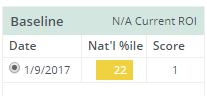 Baseline N/A Current ROI
Date Nat'l %ile Score
1/9/2017 22 1